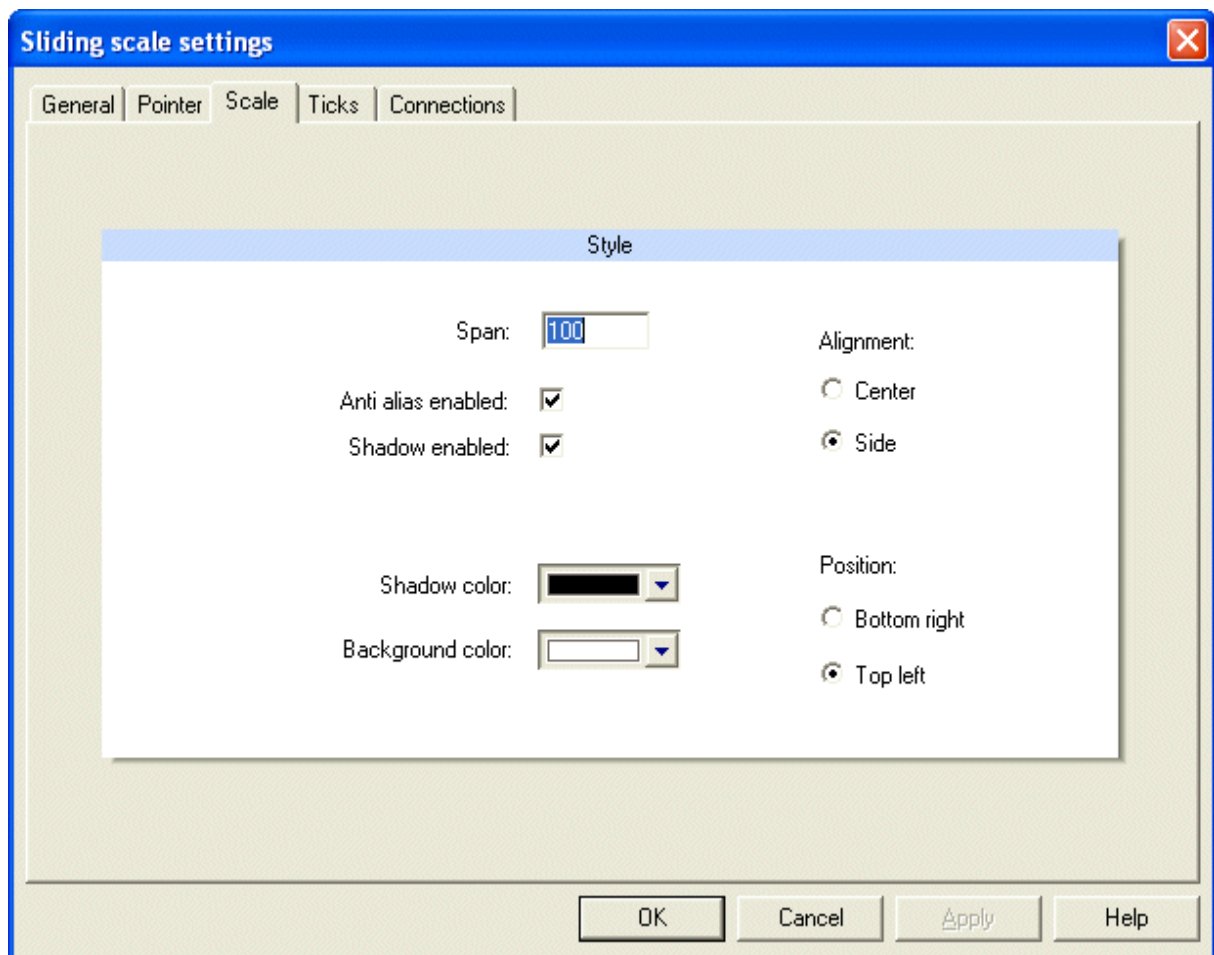 Sliding scale settings
General Pointer Scale Ticks Connections
Style
Span: 100
Alignment:
Anti alias enabled:
Center
Shadow enabled:
Side
Shadow color:
Position:
Bottom right
Background color:
Top left
OK Cancel Apply Help